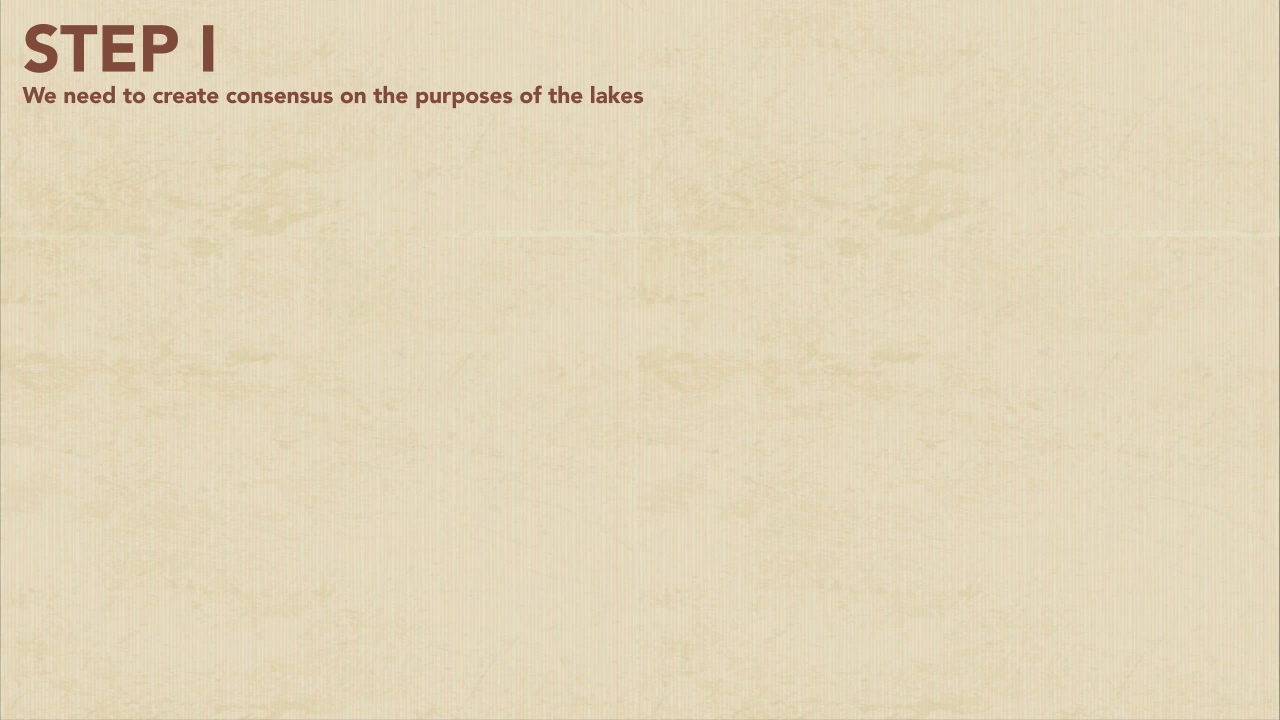 STEP I
We need to create consensus on the purposes of the lakes